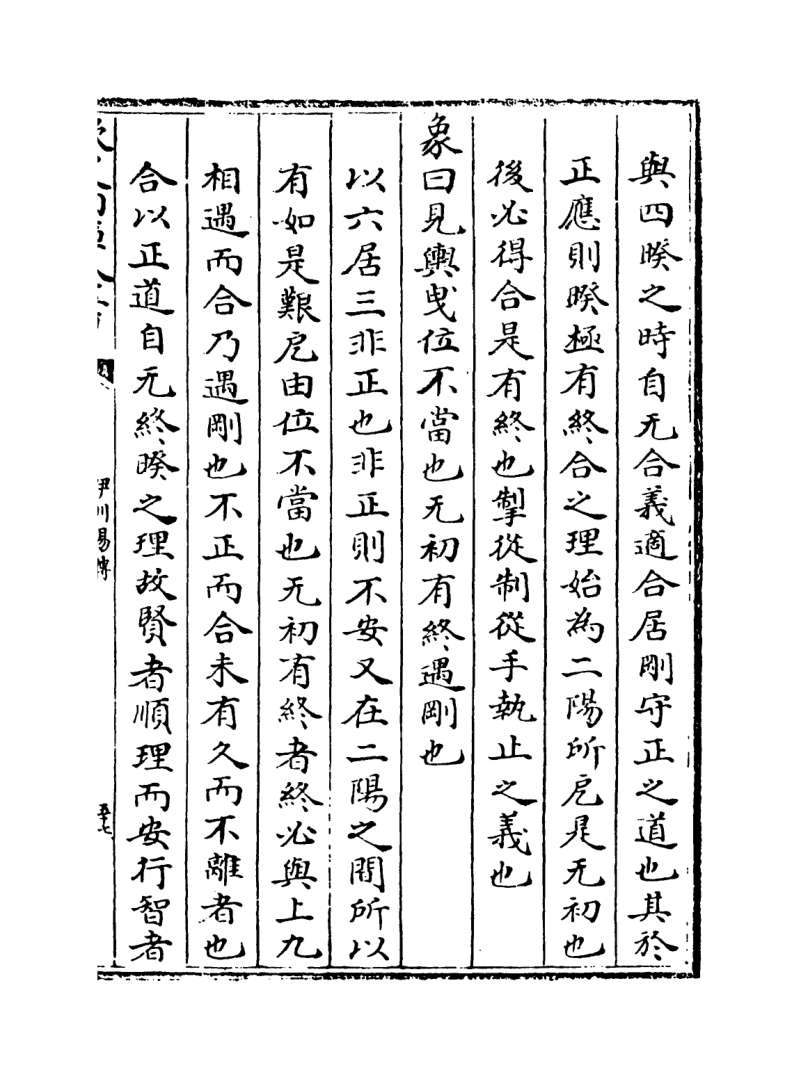 與四睽之時自无合義適合居剛守正之道也其於
正應則睽極有終合之理始為二陽所戹是无初也
後必得合是有終也掣從制從手執止之義也
象曰見輿曳位不當也无初有終遇剛也
以六居三非正也非正則不安又在二陽之間所以
有如是艱戹由位不當也无初有終者終必與上九
相遇而合乃遇剛也不正而合未有久而不離者也
合以正道自无終睽之理故賢者順理而安行智者
伊川易傳